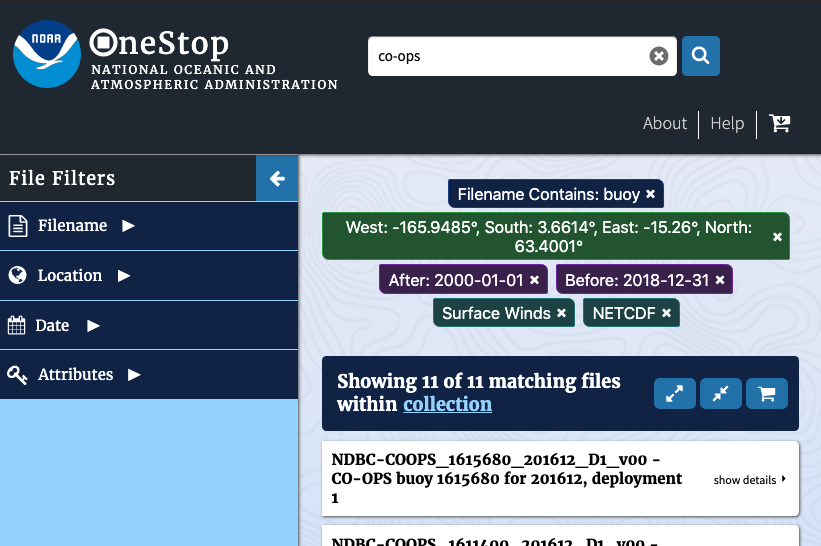 NOAA
OneStop
NATIONAL OCEANIC AND
ATMOSPHERIC ADMINISTRATION
co-ops
About
Help
File Filters
Filename
Location
Date
Attributes
Filename Contains: buoy ×
West: -165.9485°, South: 3.6614°, East: -15.26°, North:
63.4001° ×
After: 2000-01-01 × Before: 2018-12-31 ×
Surface Winds × NETCDF ×
Showing 11 of 11 matching files
within collection
NDBC-COOPS_1615680_201612_D1_v00 -
CO-OPS buoy 1615680 for 201612, deployment
1
show details
NDBC-COOPS_1611400_201612_D1_v00 -